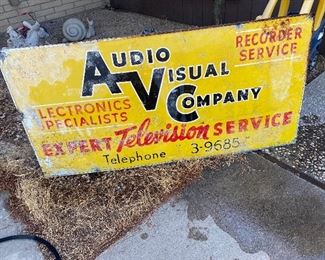 AUDIO
VISUAL
COMPANY
RECORDER
SERVICE
LECTRONICS
PECIALISTS
EXPERT Television SERVICE
Telephone 3-9685